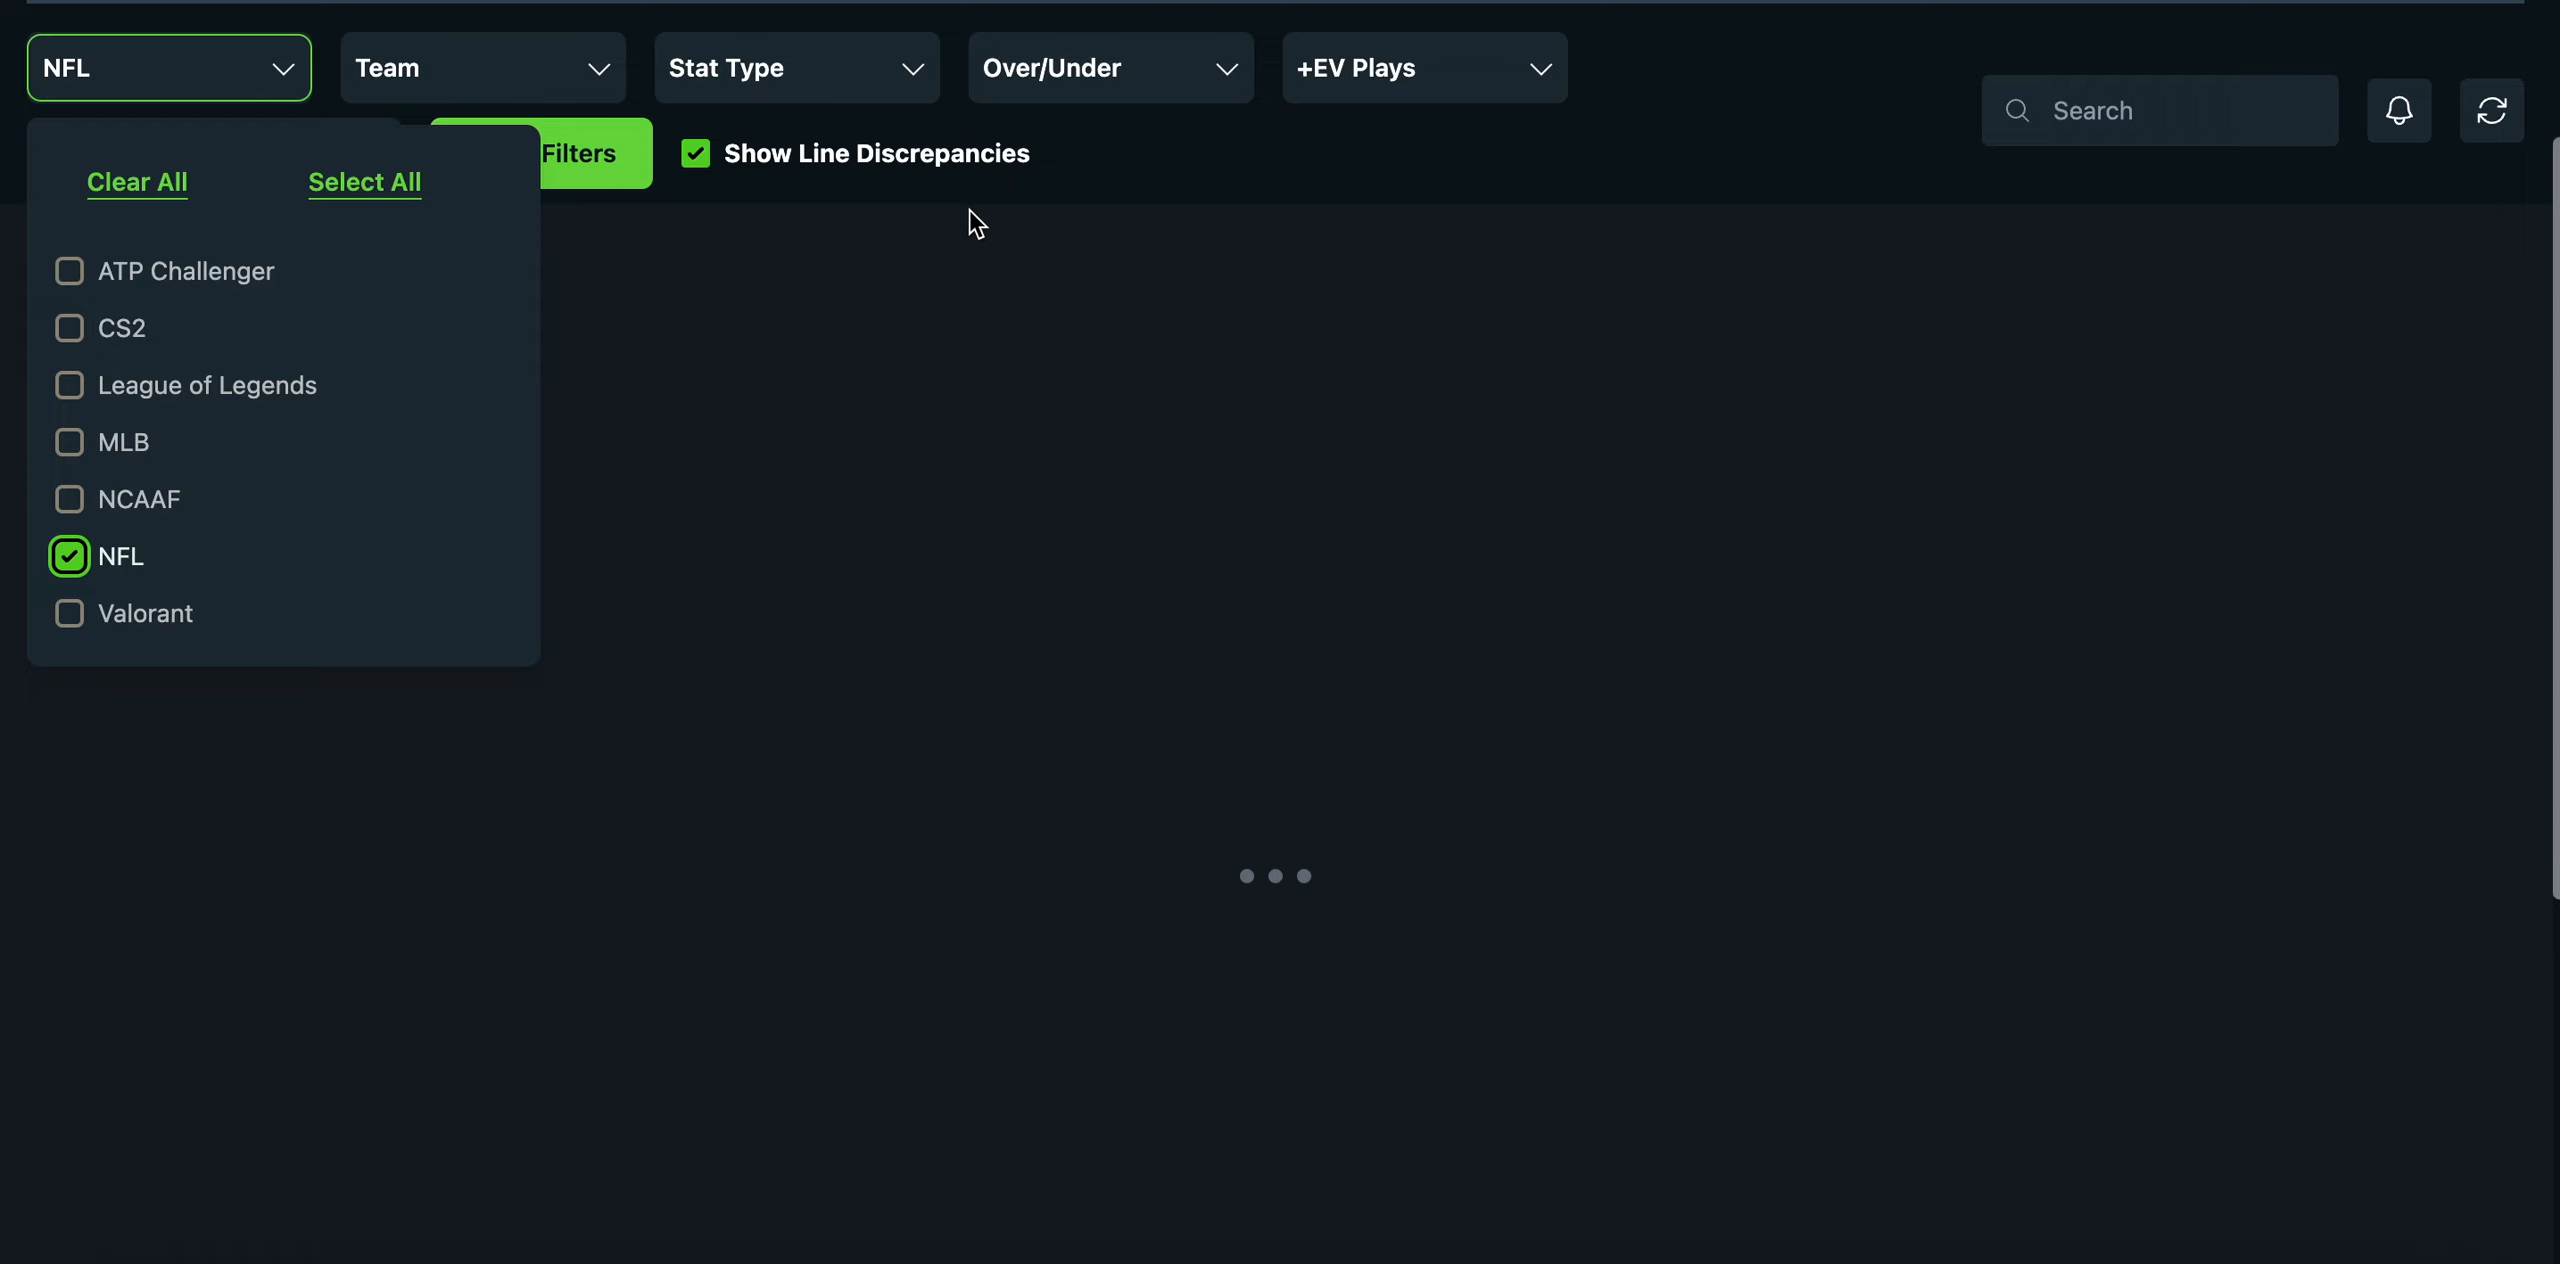 NFL
Team
Stat Type
Over/Under
+EV Plays
Search
Filters
Show Line Discrepancies
Clear All
Select All
ATP Challenger
CS2
League of Legends
MLB
NCAAF
NFL
Valorant